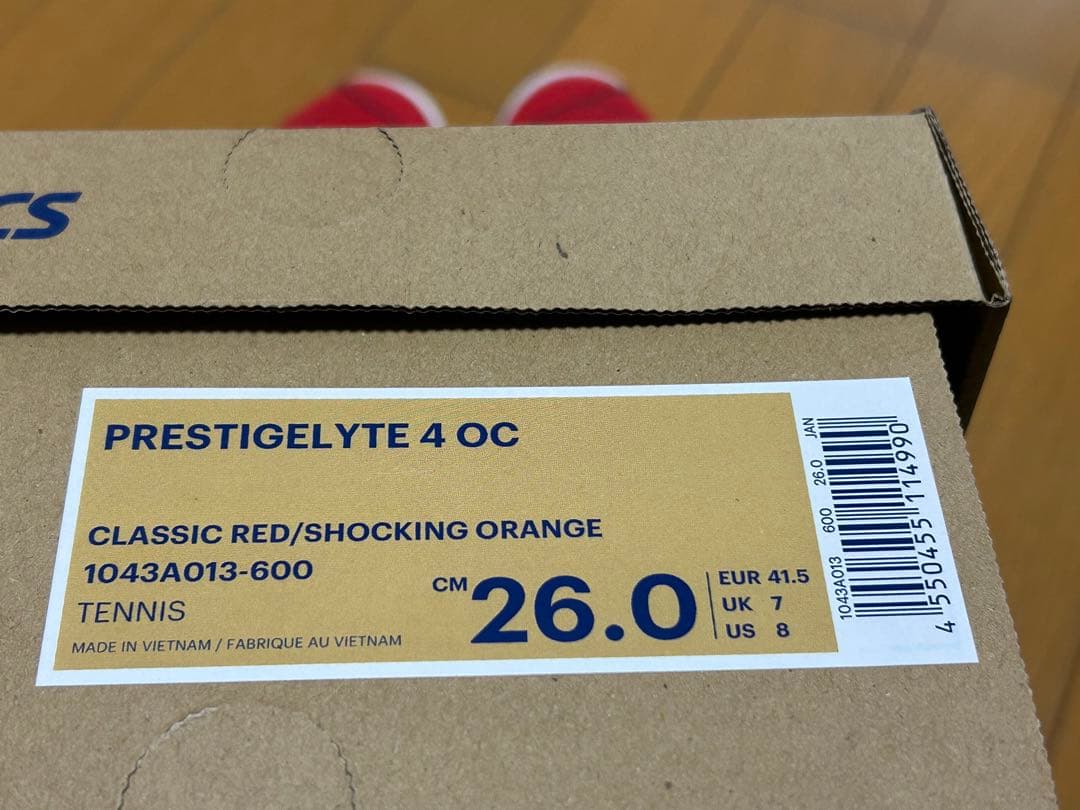 CS
PRESTIGELYTE 4 OC
CLASSIC RED/SHOCKING ORANGE
1043A013-600
TENNIS
MADE IN VIETNAM / FABRIQUE AU VIETNAM
CM 26.0
EUR 41.5
UK 7
US 8
1043A013 600 26.0 JAN
4 550455 114990